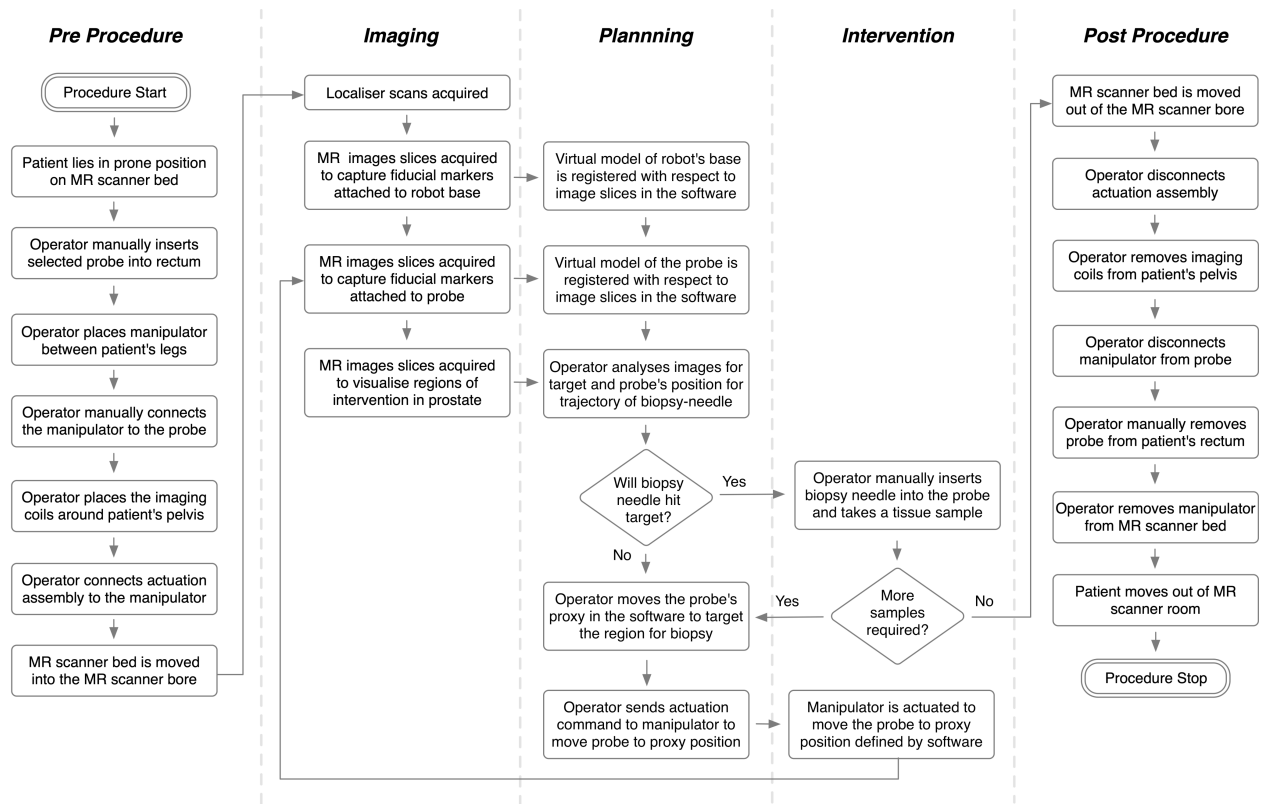 Pre Procedure
Procedure Start
Patient lies in prone position
on MR scanner bed
Operator manually inserts
selected probe into rectum
Operator places manipulator
between patient's legs
Operator manually connects
the manipulator to the probe
Operator places the imaging
coils around patient's pelvis
Operator connects actuation
assembly to the manipulator
MR scanner bed is moved
into the MR scanner bore
Imaging
Localiser scans acquired
MR images slices acquired
to capture fiducial markers
attached to robot base
MR images slices acquired
to capture fiducial markers
attached to probe
MR images slices acquired
to visualise regions of
intervention in prostate
Plannning
Virtual model of robot's base
is registered with respect to
image slices in the software
Virtual model of the probe is
registered with respect to
image slices in the software
Operator analyses images for
target and probe's position for
trajectory of biopsy-needle
Will biopsy
needle hit
target?
Yes
No
Operator moves the probe's
proxy in the software to target
the region for biopsy
Operator sends actuation
command to manipulator to
move probe to proxy position
Intervention
Operator manually inserts
biopsy needle into the probe
and takes a tissue sample
More
samples
required?
Yes
No
Manipulator is actuated to
move the probe to proxy
position defined by software
Post Procedure
MR scanner bed is moved
out of the MR scanner bore
Operator disconnects
actuation assembly
Operator removes imaging
coils from patient's pelvis
Operator disconnects
manipulator from probe
Operator manually removes
probe from patient's rectum
Operator removes manipulator
from MR scanner bed
Patient moves out of MR
scanner room
Procedure Stop